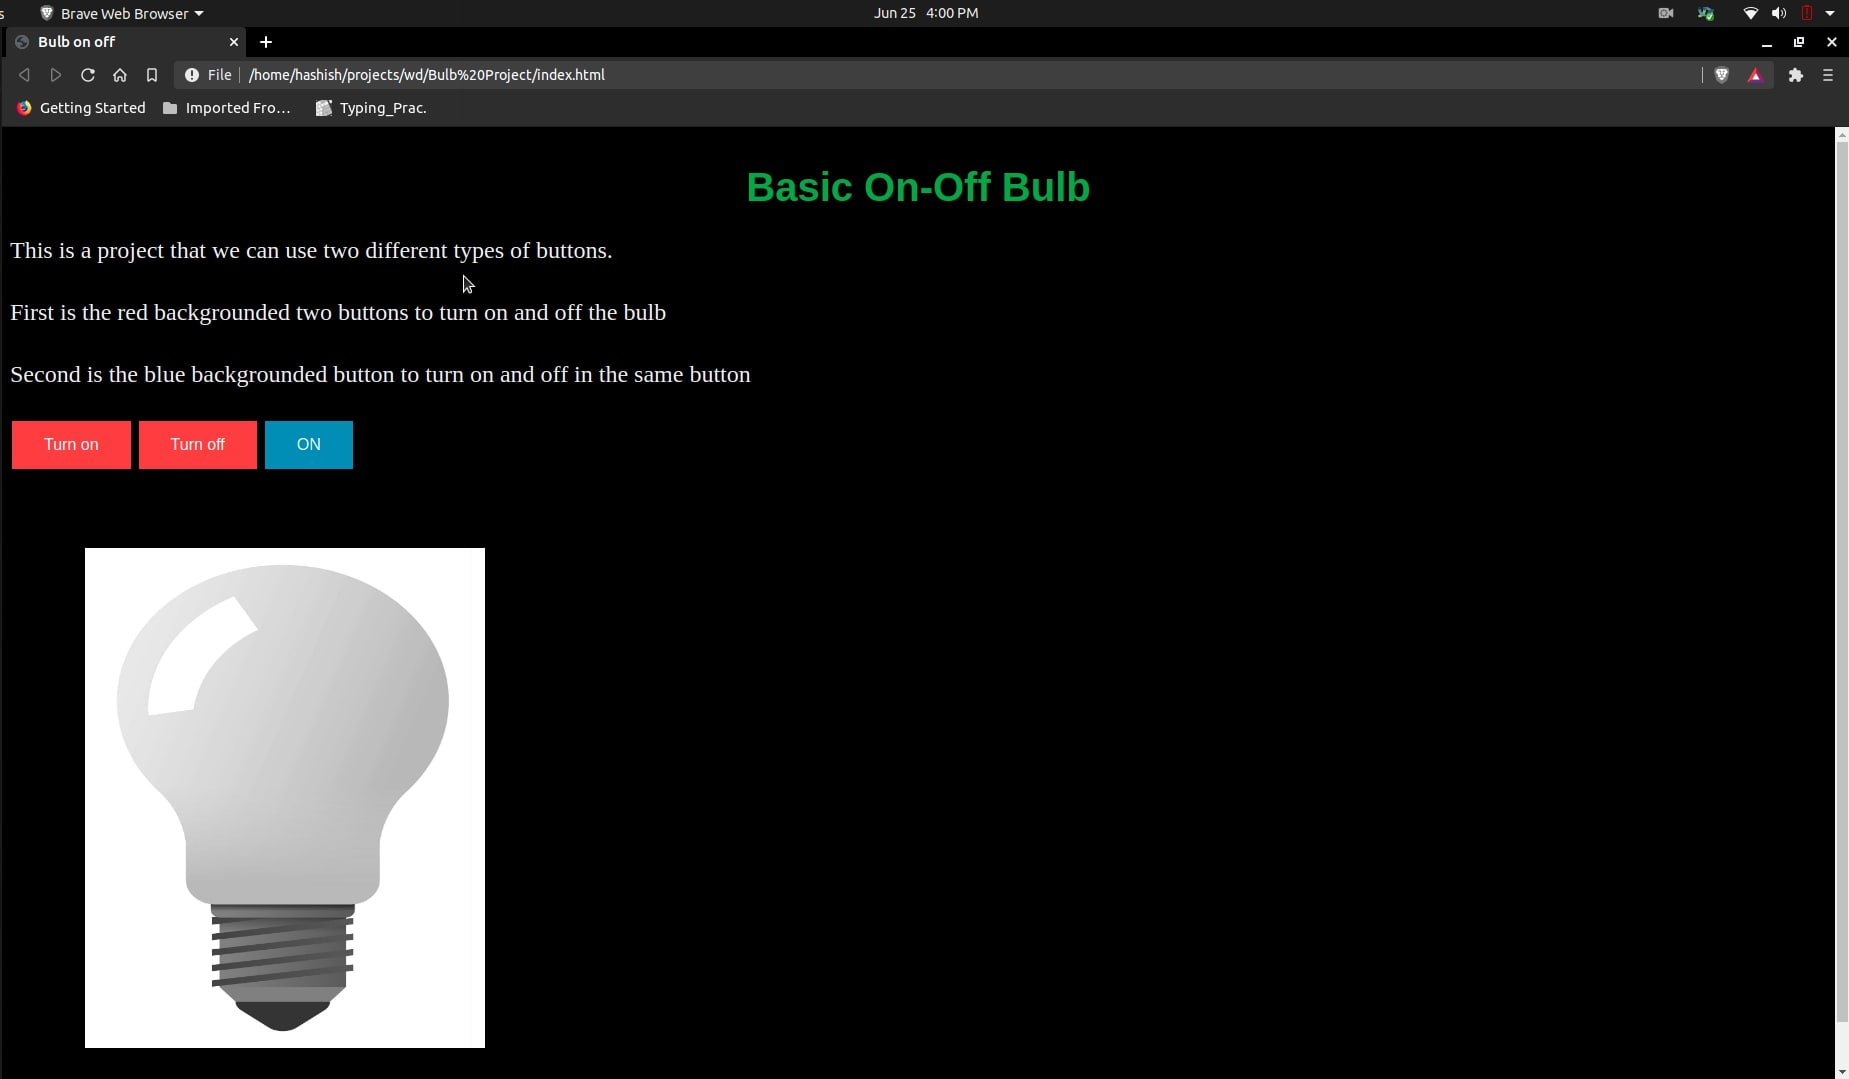 s
Brave Web Browser
Jun 25 4:00 PM
Bulb on off
File
/home/hashish/projects/wd/Bulb%20Project/index.html
Getting Started
Imported Fro...
Typing_Prac.
Basic On-Off Bulb
This is a project that we can use two different types of buttons.
First is the red backgrounded two buttons to turn on and off the bulb
Second is the blue backgrounded button to turn on and off in the same button
Turn on
Turn off
ON